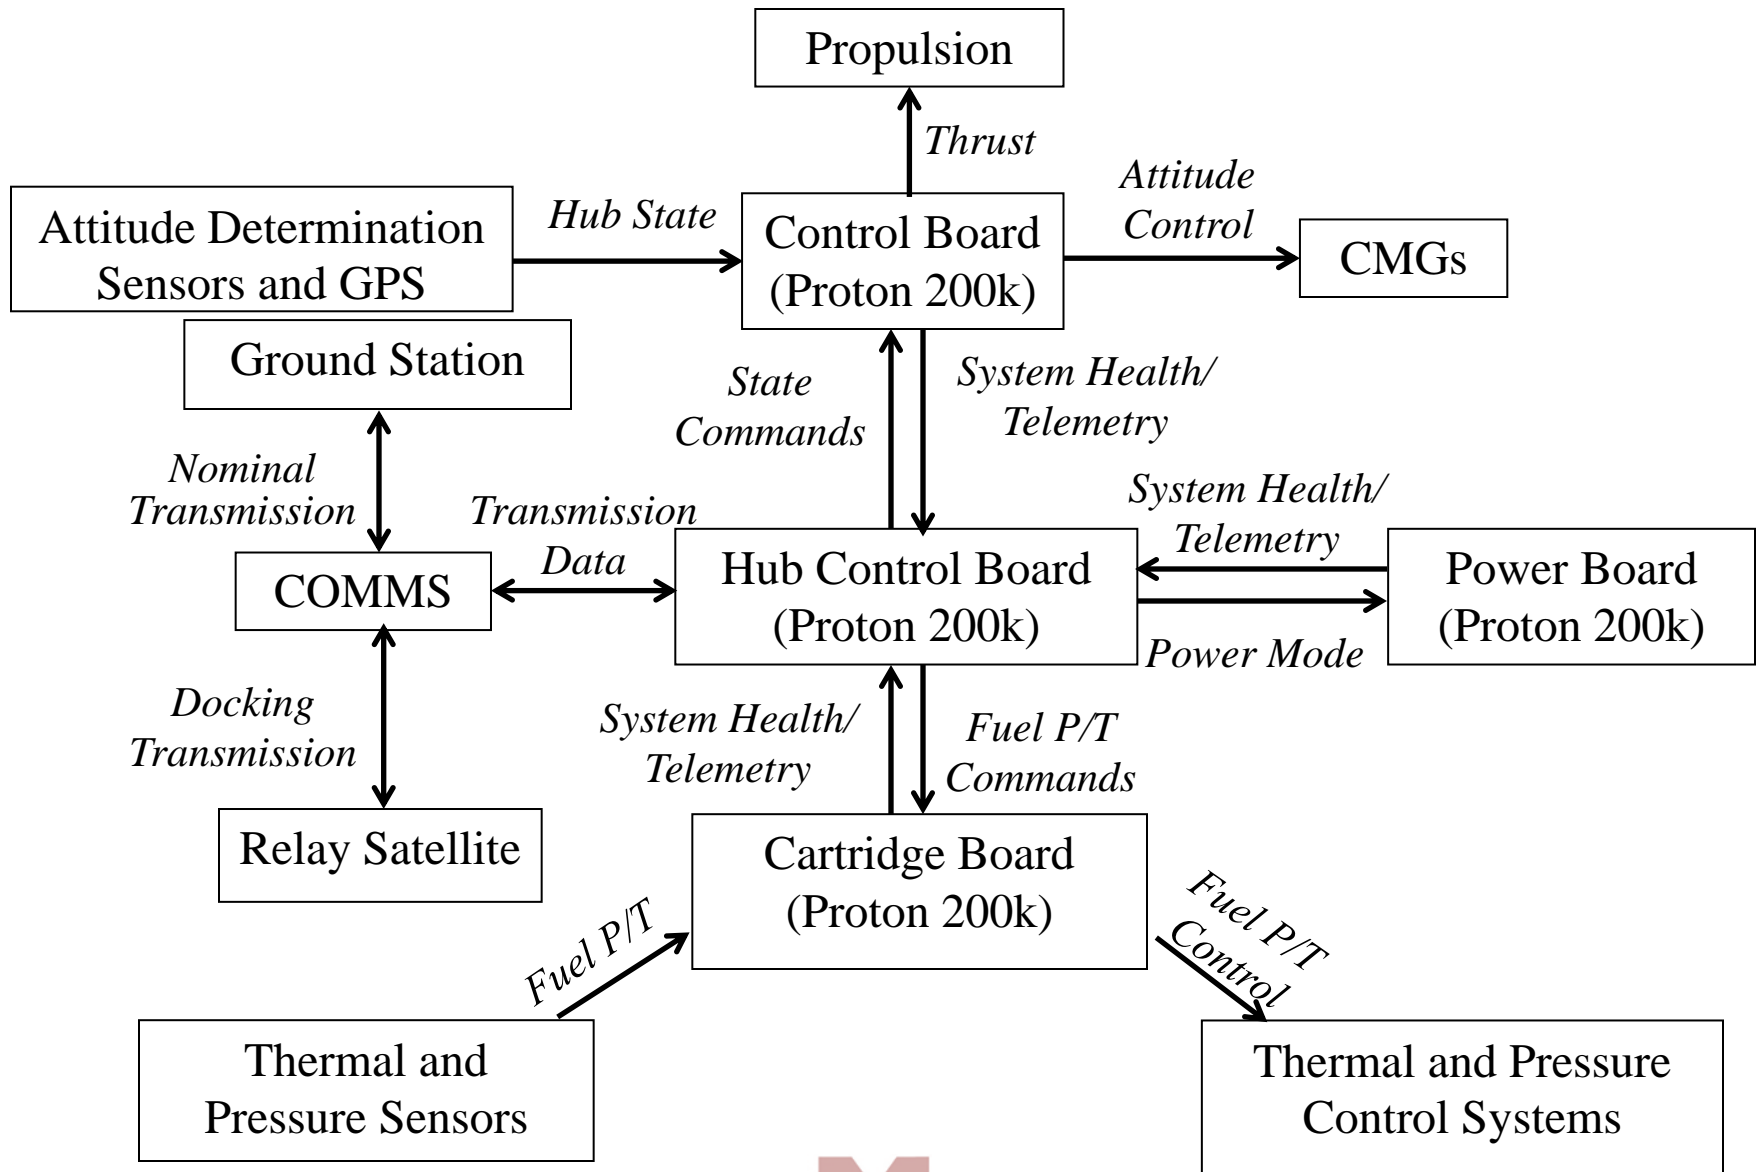 Propulsion
Thrust
Attitude
Control
Attitude Determination
Sensors and GPS
Hub State
Control Board
(Proton 200k)
CMGs
Ground Station
State
Commands
System Health/
Telemetry
Nominal
Transmission
Transmission
Data
System Health/
Telemetry
COMMS
Hub Control Board
(Proton 200k)
Power Board
(Proton 200k)
Power Mode
Docking
Transmission
System Health/
Telemetry
Fuel P/T
Commands
Relay Satellite
Cartridge Board
(Proton 200k)
Fuel P/T
Fuel P/T
Control
Thermal and
Pressure Sensors
Thermal and Pressure
Control Systems